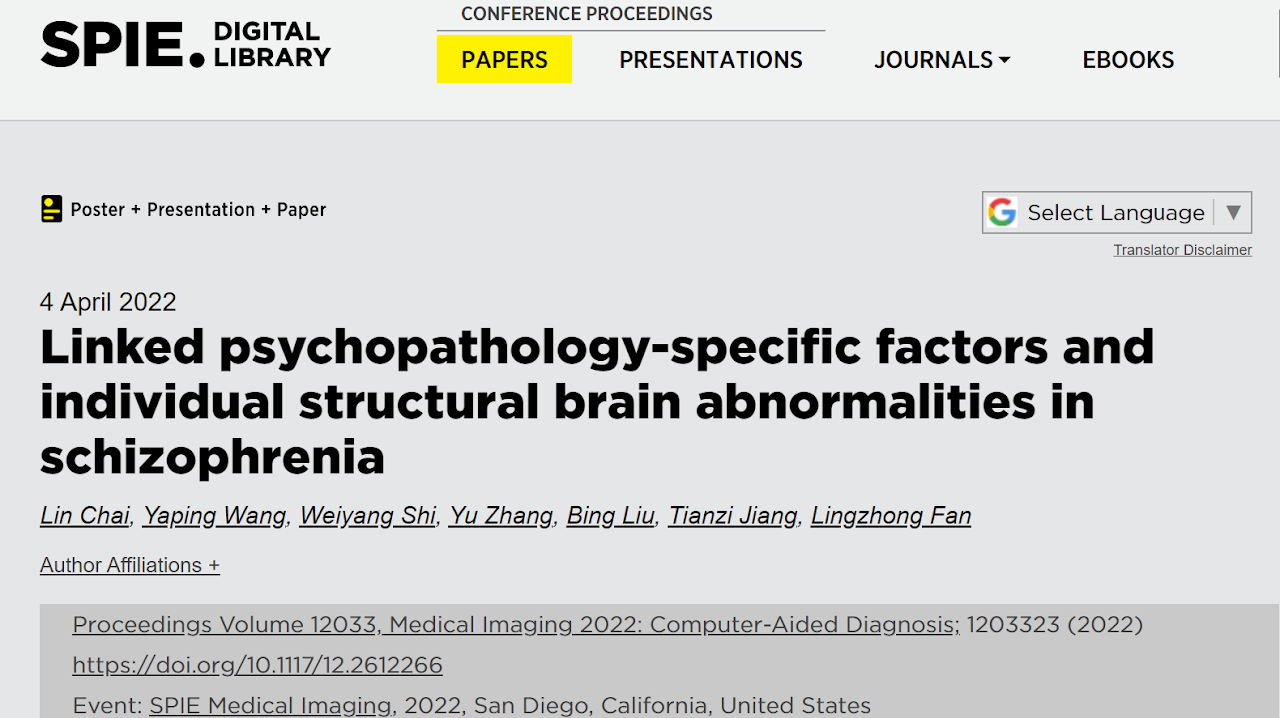 CONFERENCE PROCEEDINGS
SPIE. DIGITAL LIBRARY
PAPERS PRESENTATIONS JOURNALS EBOOKS
Poster + Presentation + Paper
Select Language ▼
Translator Disclaimer
4 April 2022
Linked psychopathology-specific factors and
individual structural brain abnormalities in
schizophrenia
Lin Chai, Yaping Wang, Weiyang Shi, Yu Zhang, Bing Liu, Tianzi Jiang, Lingzhong Fan
Author Affiliations +
Proceedings Volume 12033, Medical Imaging 2022: Computer-Aided Diagnosis; 1203323 (2022)
https://doi.org/10.1117/12.2612266
Event: SPIE Medical Imaging, 2022, San Diego, California, United States